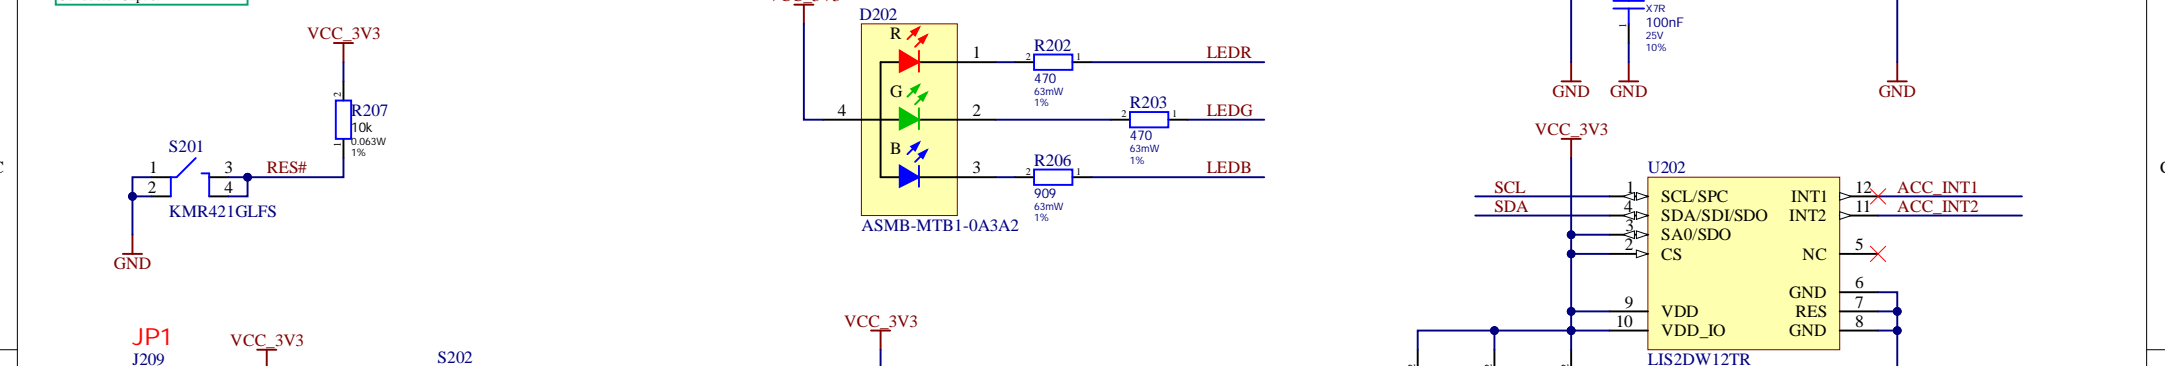 VCC_3V3
2
R207
10k
0.063W
1%
1
S201
1
2
3
4
RES#
KMR421GLFS
GND
JP1
J209
VCC_3V3
S202
D202
R
G
B
4
1
2
3
2
R202
1
LEDR
470
63mW
1%
2
R203
1
LEDG
470
63mW
1%
2
R206
1
LEDB
909
63mW
1%
ASMB-MTB1-0A3A2
VCC_3V3
X7R
100nF
25V
10%
1
GND
GND
GND
VCC_3V3
U202
SCL
1
SCL/SPC
INT1
12
ACC_INT1
SDA
4
SDA/SDI/SDO
INT2
11
ACC_INT2
3
SA0/SDO
2
CS
NC
5
GND
6
9
VDD
RES
7
10
VDD_IO
GND
8
LIS2DW12TR